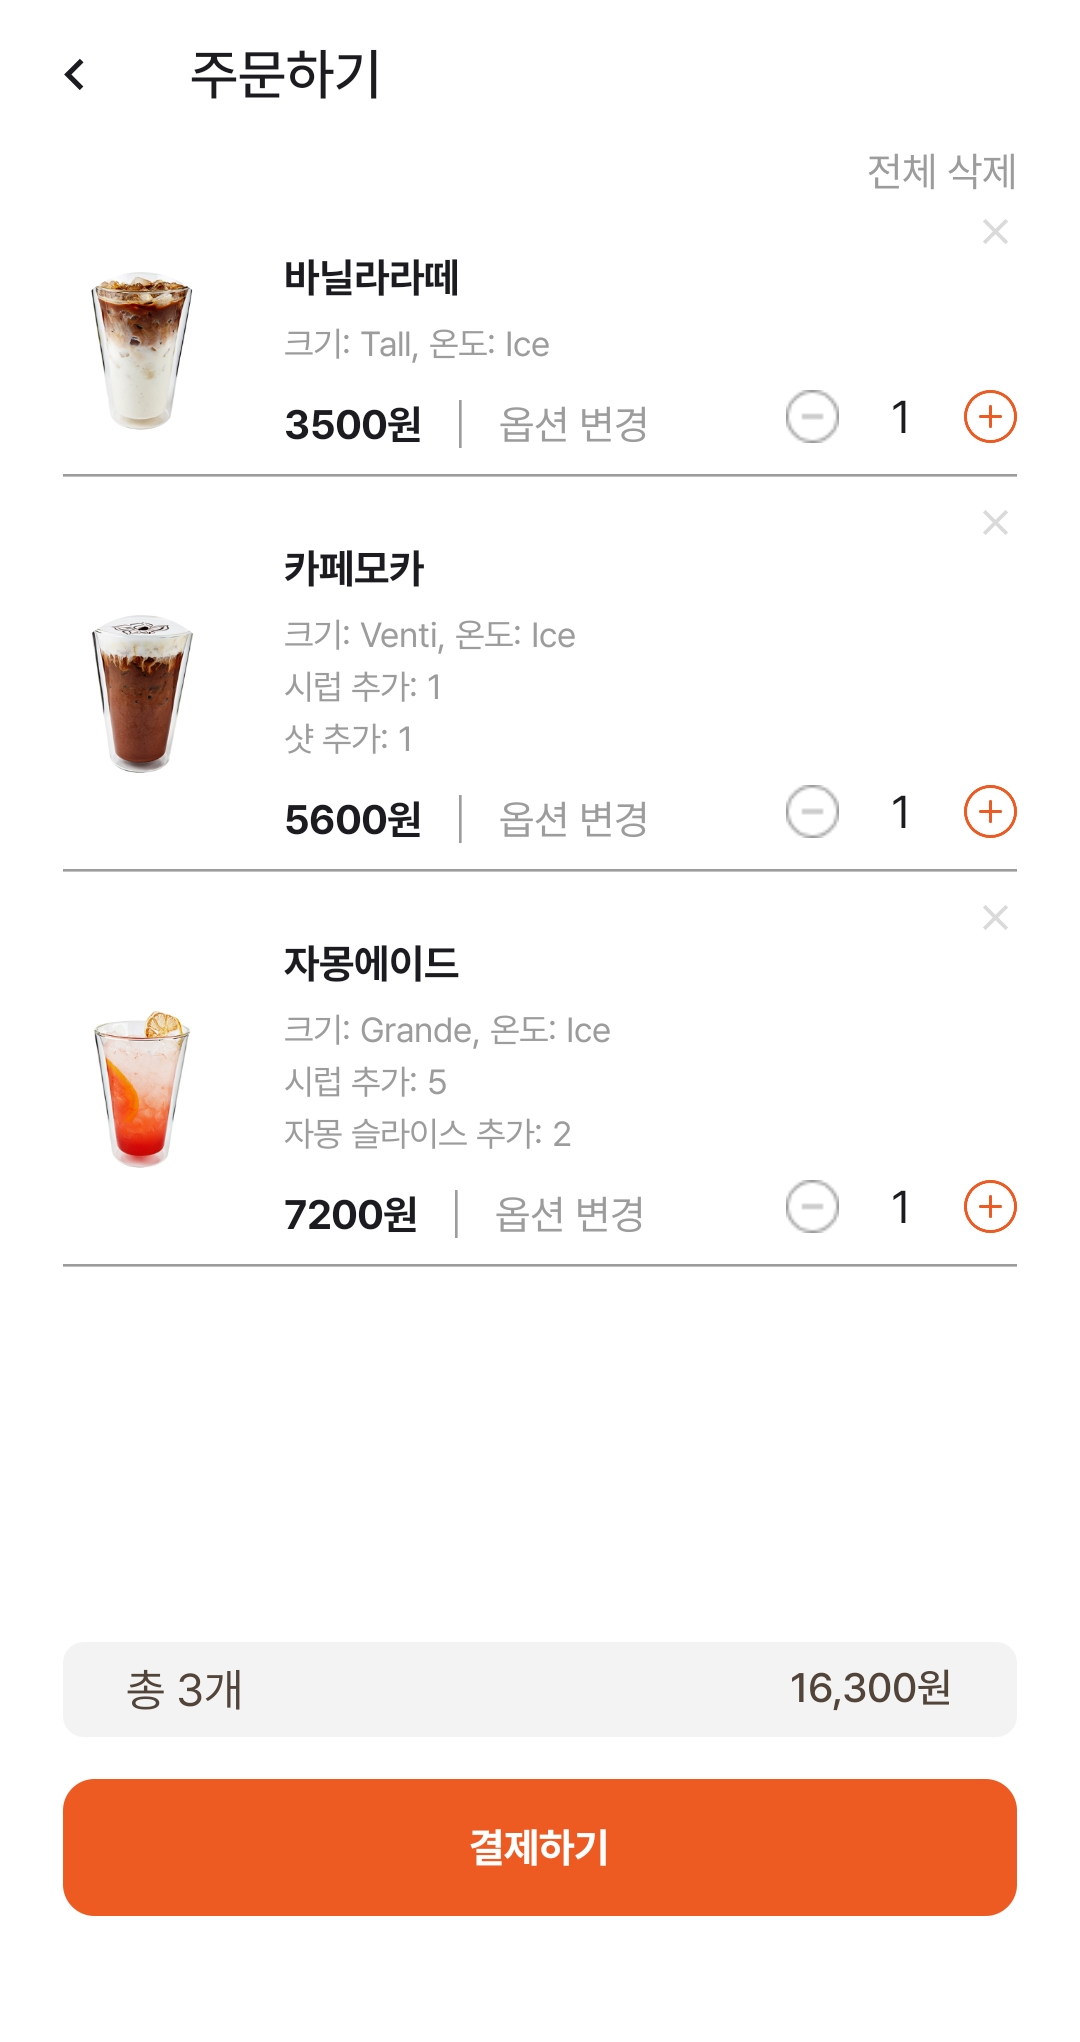 주문하기
전체 삭제
바닐라라떼
크기: Tall, 온도: Ice
3500원 | 옵션 변경 1
카페모카
크기: Venti, 온도: Ice
시럽 추가: 1
샷 추가: 1
5600원 | 옵션 변경 1
자몽에이드
크기: Grande, 온도: Ice
시럽 추가: 5
자몽 슬라이스 추가: 2
7200원 | 옵션 변경 1
총 3개 16,300원
결제하기